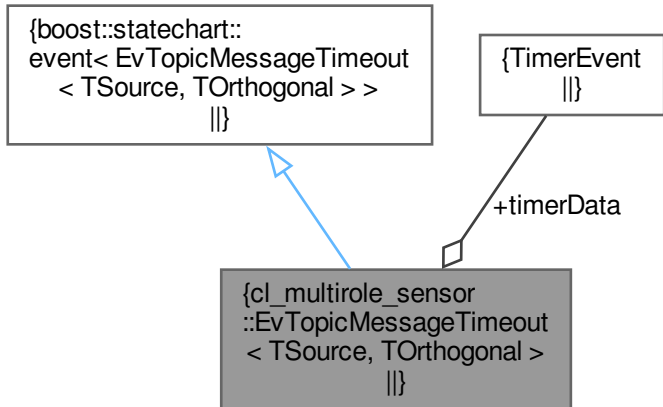 {boost::statechart::
event< EvTopicMessageTimeout
< TSource, TOrthogonal > >
||}
{TimerEvent
||}
+timerData
{cl_multirole_sensor
::EvTopicMessageTimeout
< TSource, TOrthogonal >
||}